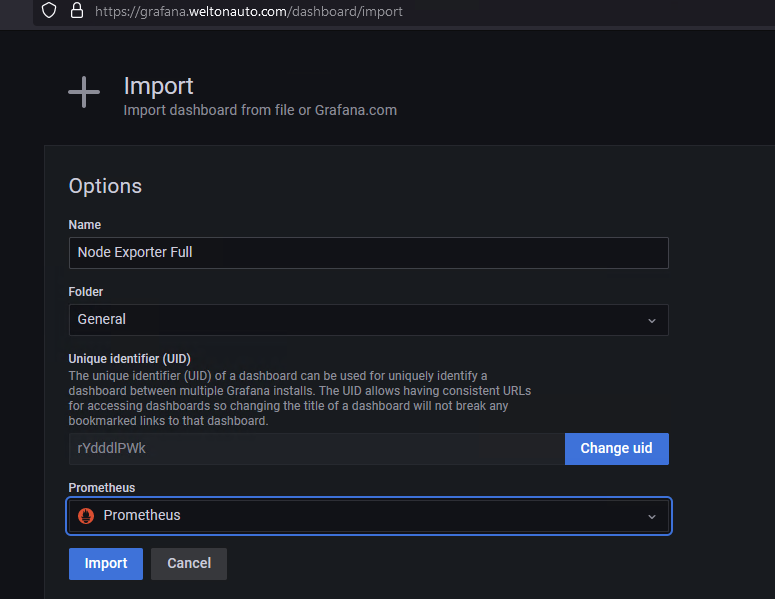 https://grafana.weltonauto.com/dashboard/import
Import
Import dashboard from file or Grafana.com
Options
Name
Node Exporter Full
Folder
General
Unique identifier (UID)
The unique identifier (UID) of a dashboard can be used for uniquely identify a
dashboard between multiple Grafana installs. The UID allows having consistent URLs
for accessing dashboards so changing the title of a dashboard will not break any
bookmarked links to that dashboard.
rYdddlPWk
Change uid
Prometheus
Prometheus
Import
Cancel